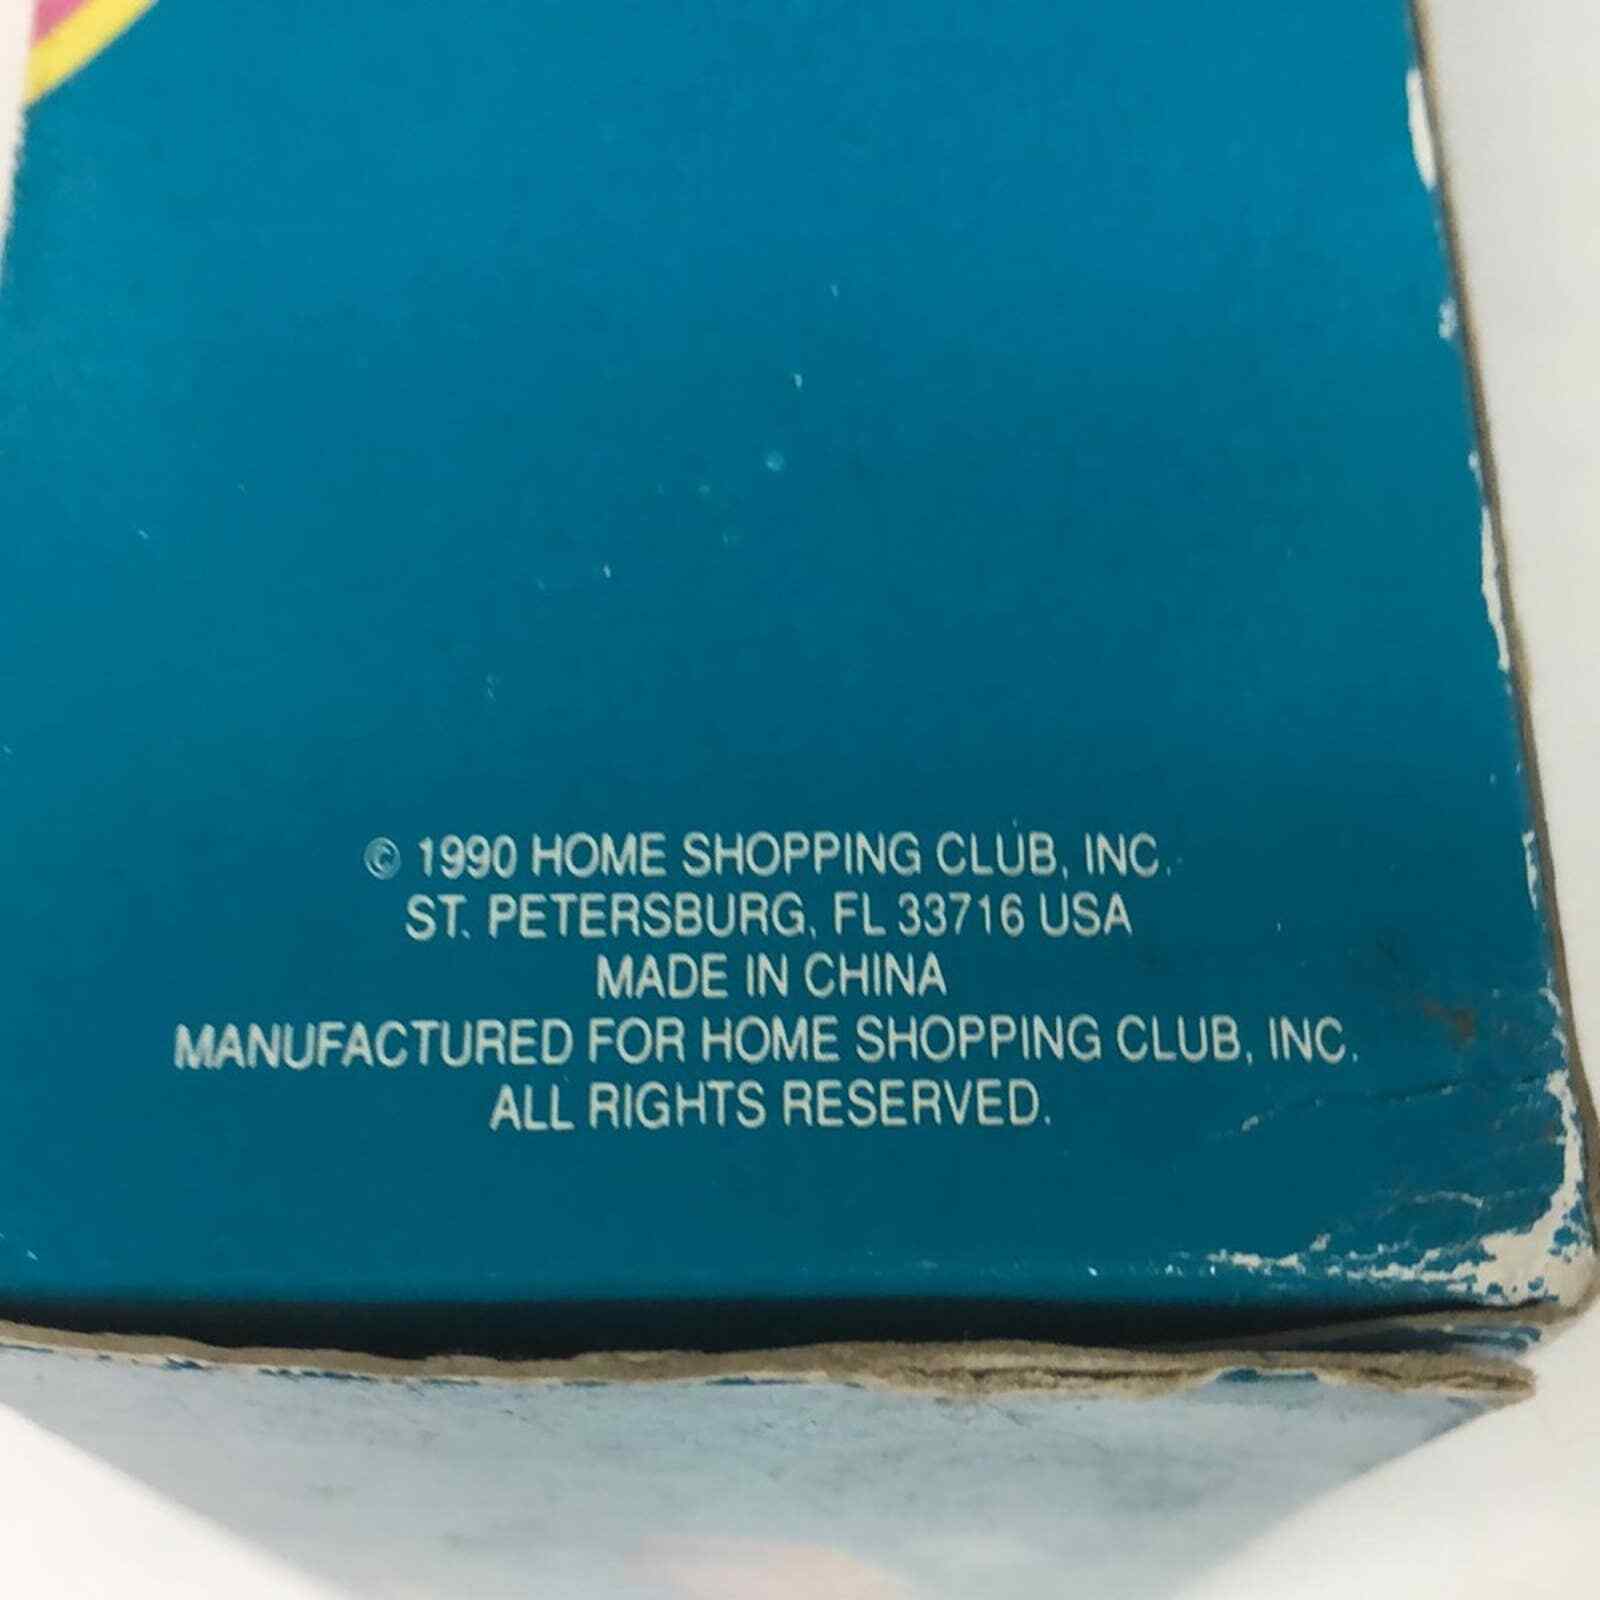 © 1990 HOME SHOPPING CLUB, INC.
ST. PETERSBURG, FL 33716 USA
MADE IN CHINA
MANUFACTURED FOR HOME SHOPPING CLUB, INC.
ALL RIGHTS RESERVED.